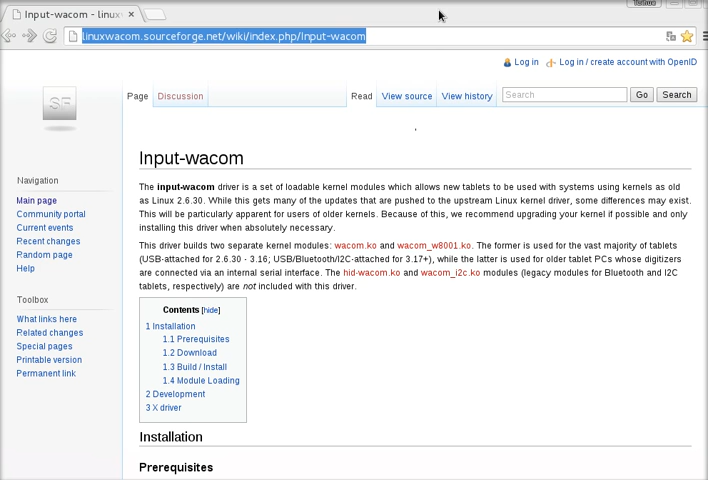 Input-wacom - linux
linuxwacom.sourceforge.net/wiki/index.php/Input-wacom
Log in
Log in / create account with OpenID
SF
Page
Discussion
Read
View source
View history
Search
Go
Search
Input-wacom
Navigation
Main page
Community portal
Current events
Recent changes
Random page
Help
Toolbox
What links here
Related changes
Special pages
Printable version
Permanent link
The input-wacom driver is a set of loadable kernel modules which allows new tablets to be used with systems using kernels as old
as Linux 2.6.30. While this gets many of the updates that are pushed to the upstream Linux kernel driver, some differences may exist.
This will be particularly apparent for users of older kernels. Because of this, we recommend upgrading your kernel if possible and only
installing this driver when absolutely necessary.
This driver builds two separate kernel modules: wacom.ko and wacom_w8001.ko. The former is used for the vast majority of tablets
(USB-attached for 2.6.30 - 3.16; USB/Bluetooth/I2C-attached for 3.17+), while the latter is used for older tablet PCs whose digitizers
are connected via an internal serial interface. The hid-wacom.ko and wacom_i2c.ko modules (legacy modules for Bluetooth and I2C
tablets, respectively) are not included with this driver.
Contents [hide]
1 Installation
1.1 Prerequisites
1.2 Download
1.3 Build / Install
1.4 Module Loading
2 Development
3 X driver
Installation
Prerequisites